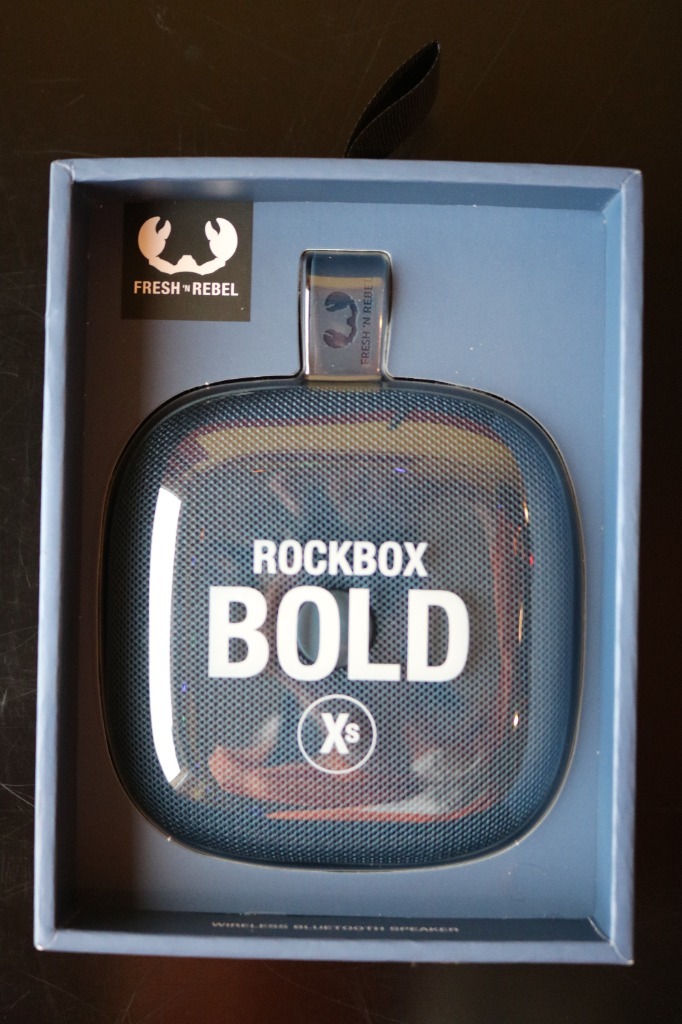 FRESH 'N REBEL
FRESH 'N REBEL
ROCKBOX
BOLD
Xs
WIRELESS BLUETOOTH SPEAKER